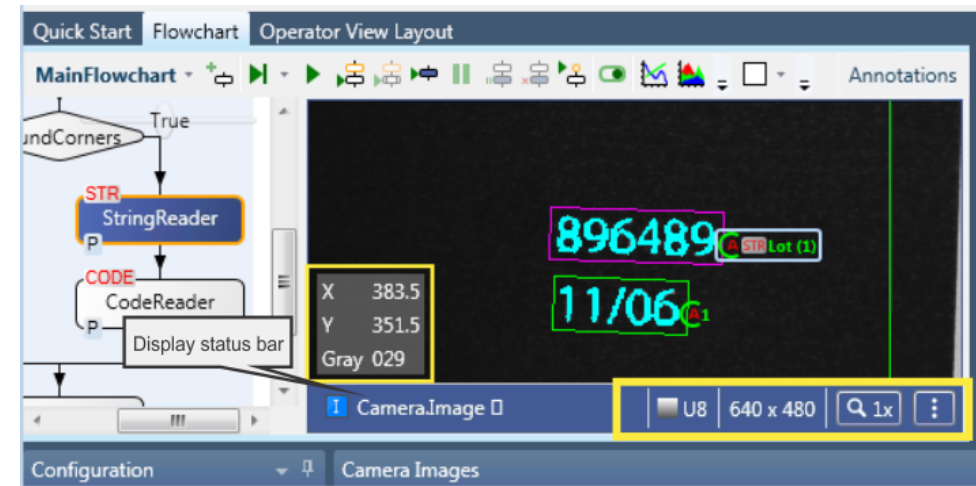 Quick Start Flowchart Operator View Layout
MainFlowchart Annotations
True
undCorners
STR
StringReader
P
CODE
CodeReader
P
Display status bar
896489
A STR Lot (1)
11/06
A1
X 383.5
Y 351.5
Gray 029
I Camera.Image
U8 640 x 480 1x
Configuration Camera Images